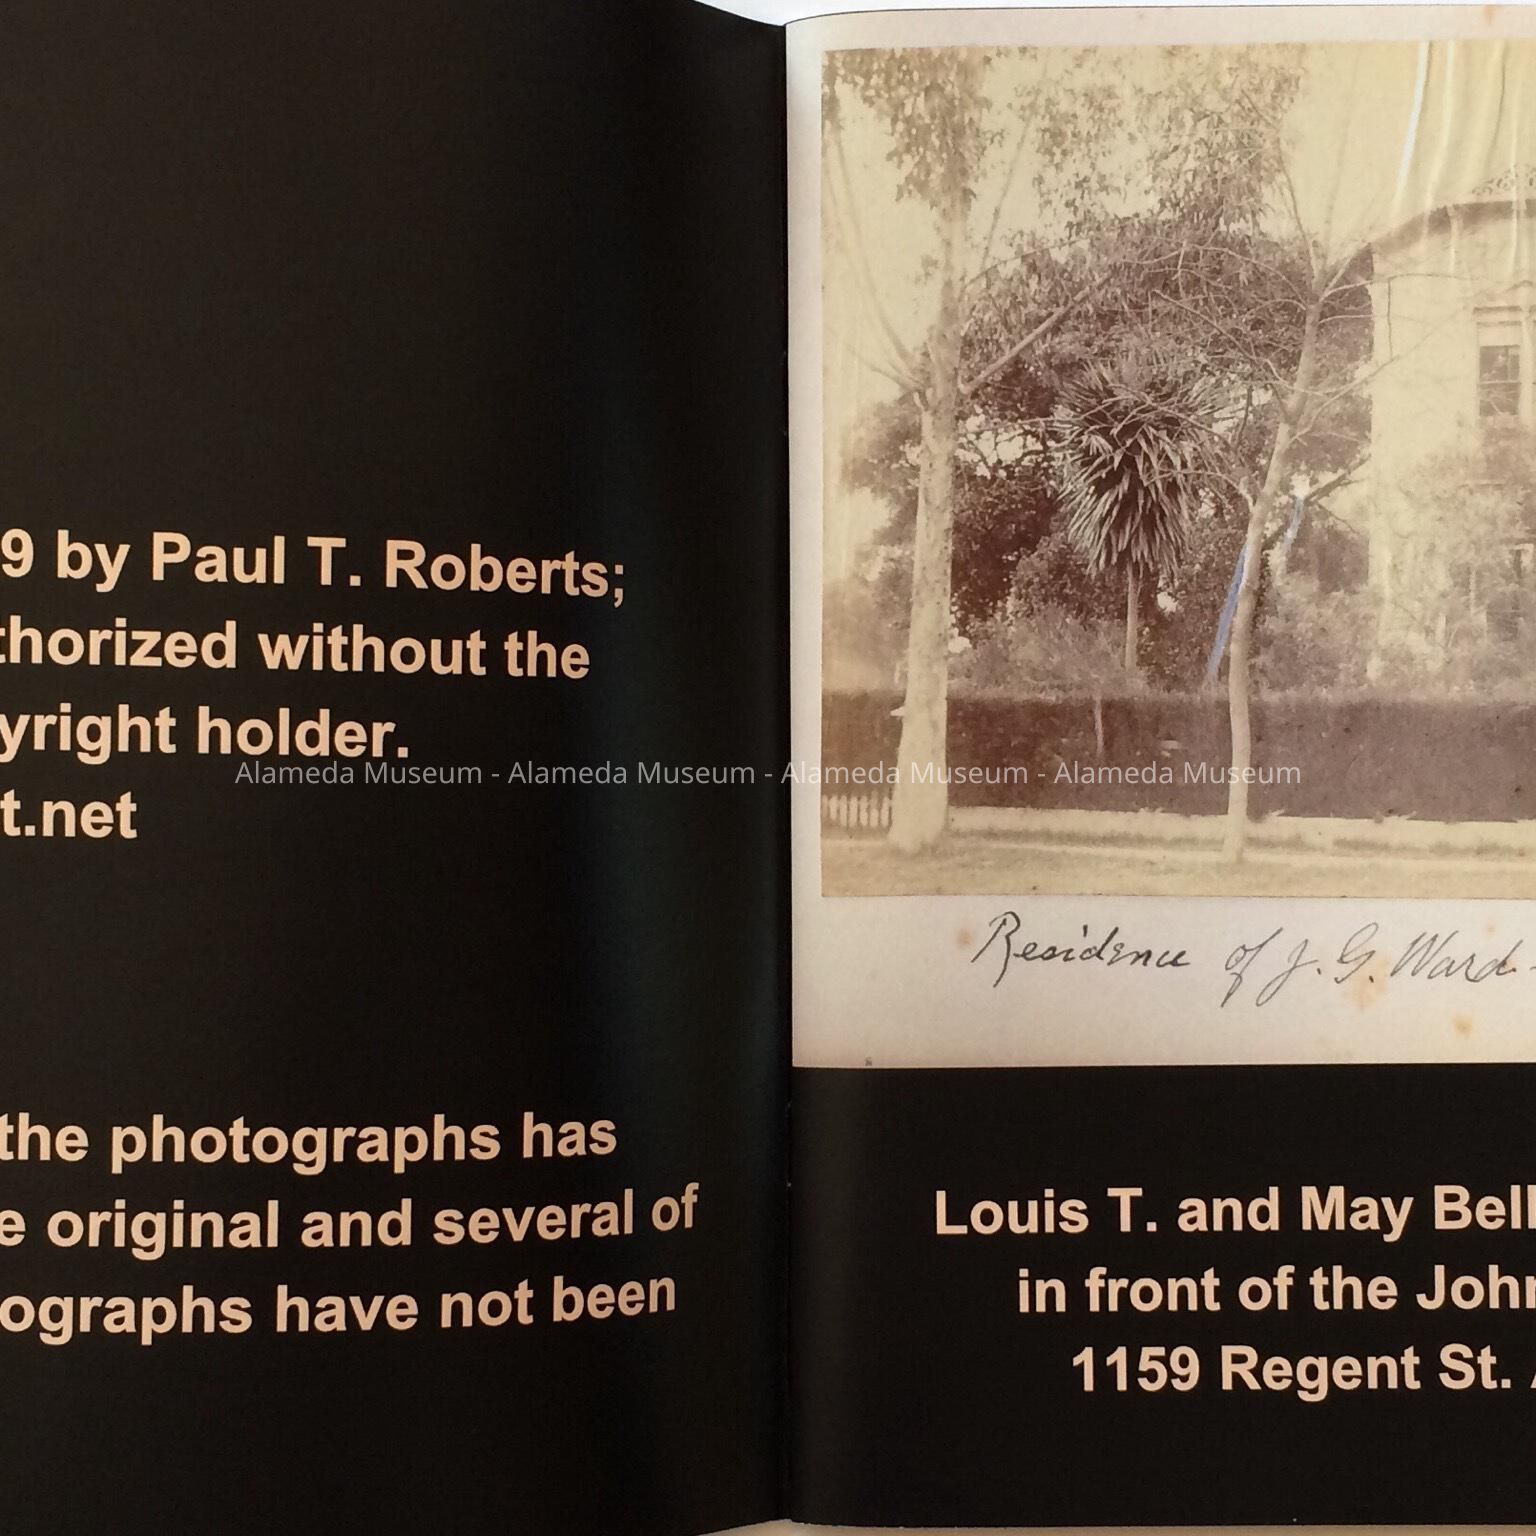 9 by Paul T. Roberts;
thorized without the
yright holder.
t.net
the photographs has
e original and several of
ographs have not been
Alameda Museum - Alameda Museum - Alameda Museum - Alameda Museum
Residence of J. G. Ward -
Louis T. and May Bell
in front of the John
1159 Regent St. A